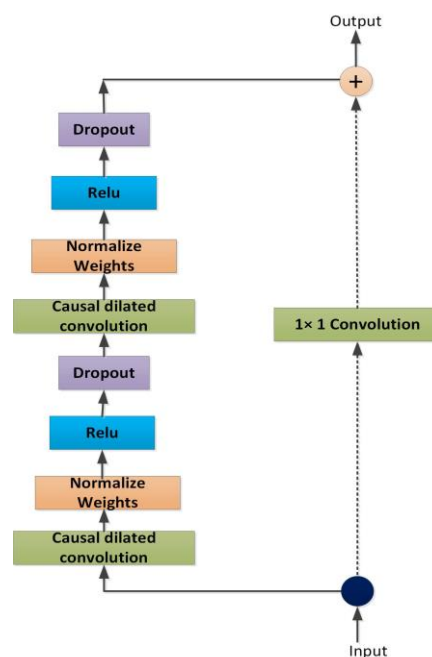 Output
+
Dropout
Relu
Normalize
Weights
Causal dilated
convolution
1× 1 Convolution
Dropout
Relu
Normalize
Weights
Causal dilated
convolution
Input